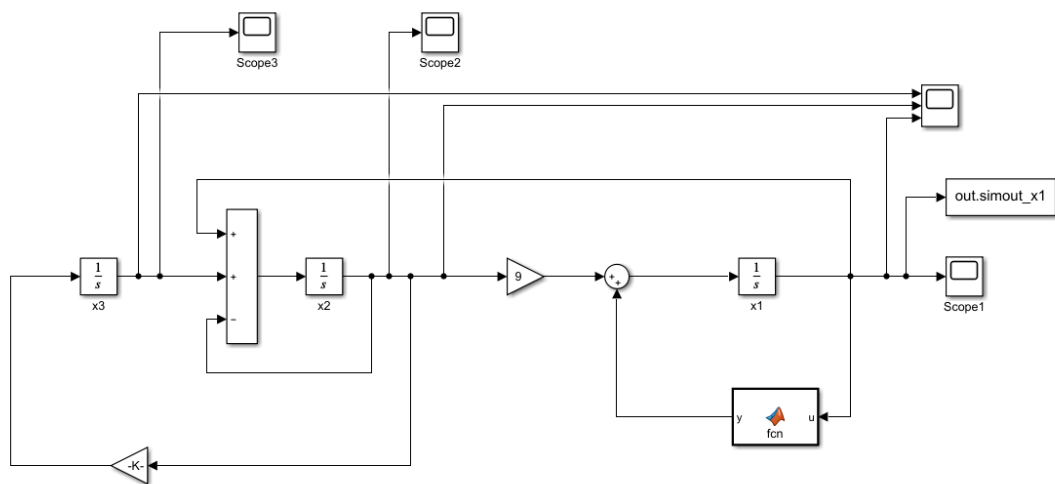 Scope3
Scope2
out.simout_x1
+
+
−
1
s
x3
1
s
x2
9
+
+
1
s
x1
Scope1
y
u
fcn
-K-